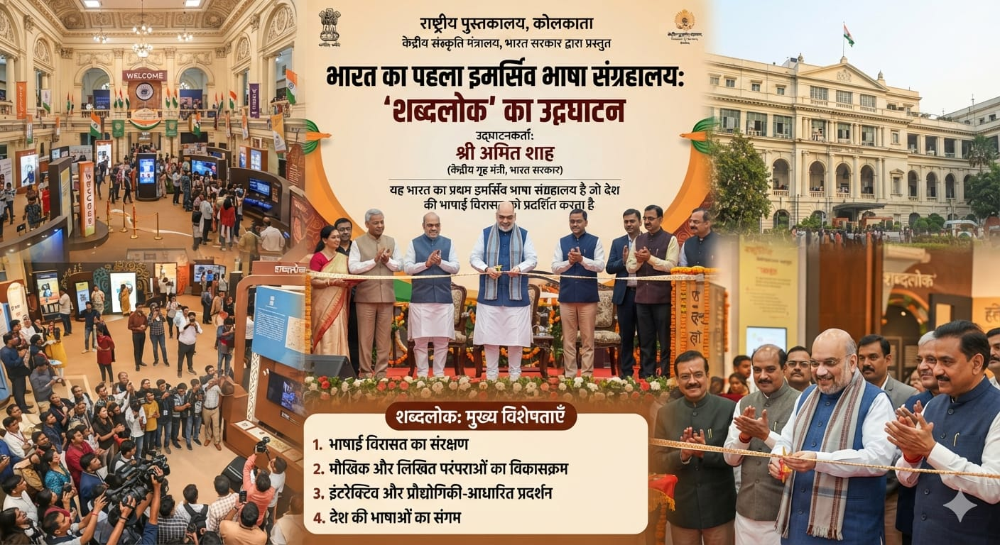 राष्ट्रीय पुस्तकालय, कोलकाता
केंद्रीय संस्कृति मंत्रालय, भारत सरकार द्वारा प्रस्तुत
भारत का पहला इमर्सिव भाषा संग्रहालय:
‘शब्दलोक’ का उद्घाटन
उद्घाटनकर्ता:
श्री अमित शाह
(केंद्रीय गृह मंत्री, भारत सरकार)
यह भारत का प्रथम इमर्सिव भाषा संग्रहालय है जो देश
की भाषाई विरासत को प्रदर्शित करता है
WELCOME
शब्दलोक
शब्दलोक: मुख्य विशेषताएँ
1. भाषाई विरासत का संरक्षण
2. मौखिक और लिखित परंपराओं का विकासक्रम
3. इंटरेक्टिव और प्रौद्योगिकी-आधारित प्रदर्शन
4. देश की भाषाओं का संगम